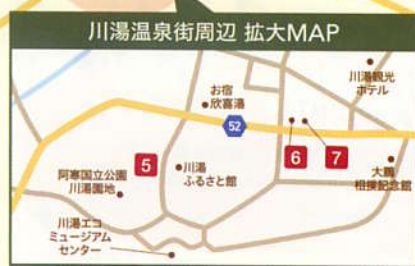 川湯温泉街周辺 拡大MAP
川湯観光
ホテル
お宿
欣喜湯
52
5
6
7
阿寒国立公園
川湯園地
川湯
ふるさと館
大鵬
相撲記念館
川湯エコ
ミュージアム
センター